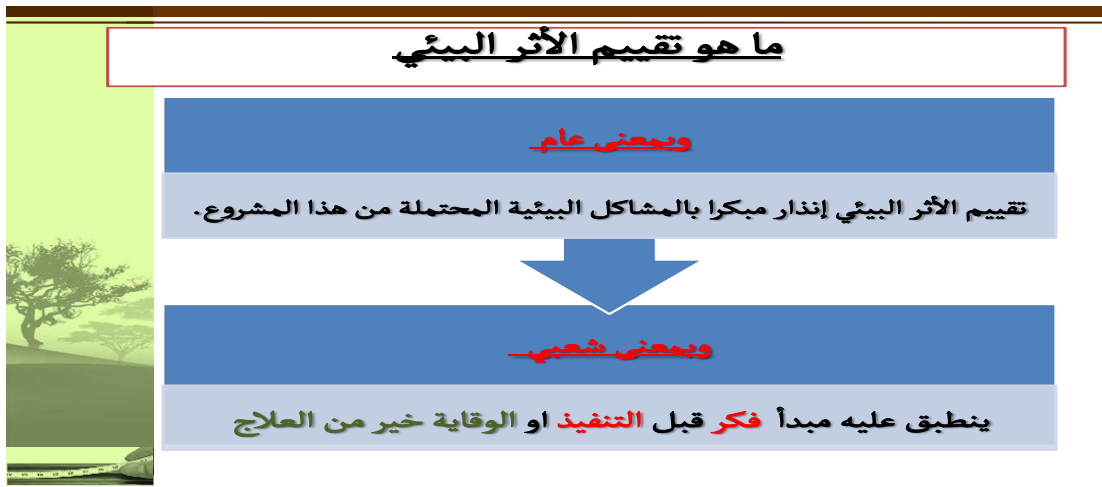 ما هو تقييم الأثر البيئي
وبمعنى عام
تقييم الأثر البيئي إنذار مبكرا بالمشاكل البيئية المحتملة من هذا المشروع.
وبمعنى شعبي
ينطبق عليه مبدأ فكر قبل التنفيذ او الوقاية خير من العلاج